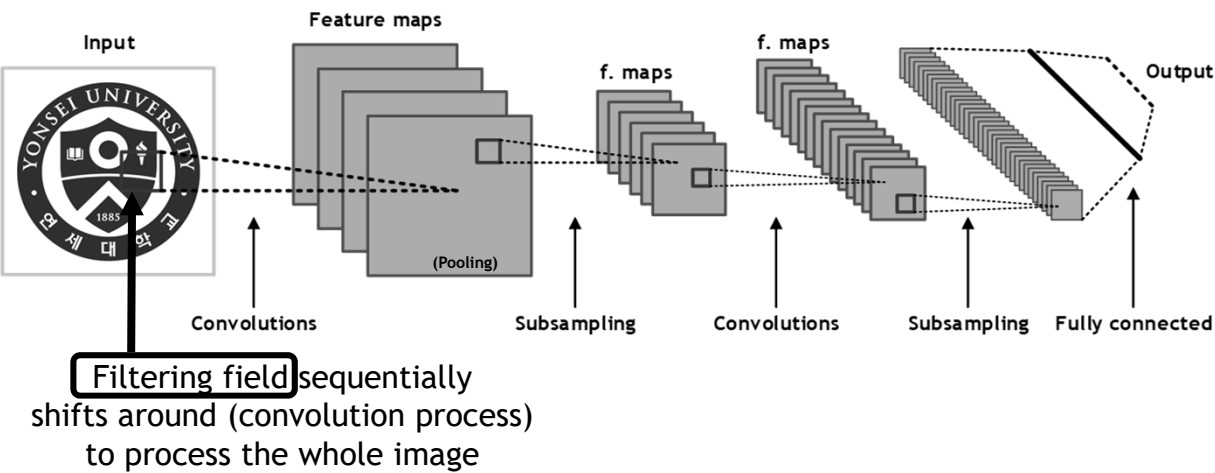 Feature maps
Input
f. maps
f. maps
Output
YONSEI UNIVERSITY
1885
연세대학교
(Pooling)
Convolutions
Subsampling
Convolutions
Subsampling
Fully connected
Filtering field sequentially
shifts around (convolution process)
to process the whole image